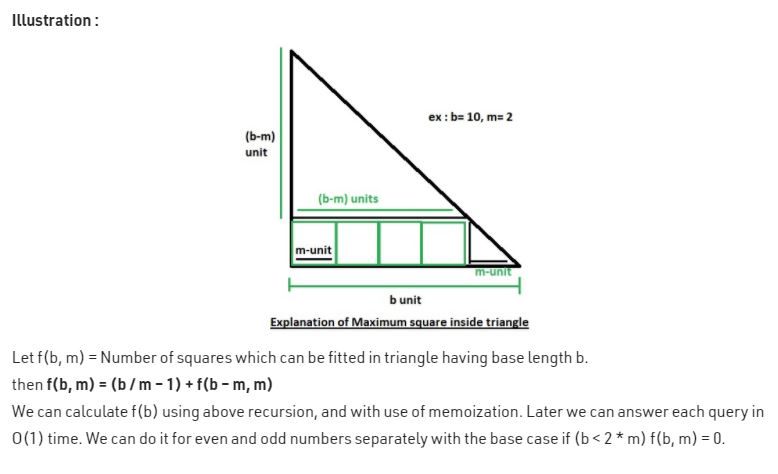 Illustration :
ex : b= 10, m= 2
(b-m)
unit
(b-m) units
m-unit
m-unit
b unit
Explanation of Maximum square inside triangle
Let f(b, m) = Number of squares which can be fitted in triangle having base length b.
then f(b, m) = (b / m – 1) + f(b – m, m)
We can calculate f(b) using above recursion, and with use of memoization. Later we can answer each query in
O(1) time. We can do it for even and odd numbers separately with the base case if (b < 2 * m) f(b, m) = 0.